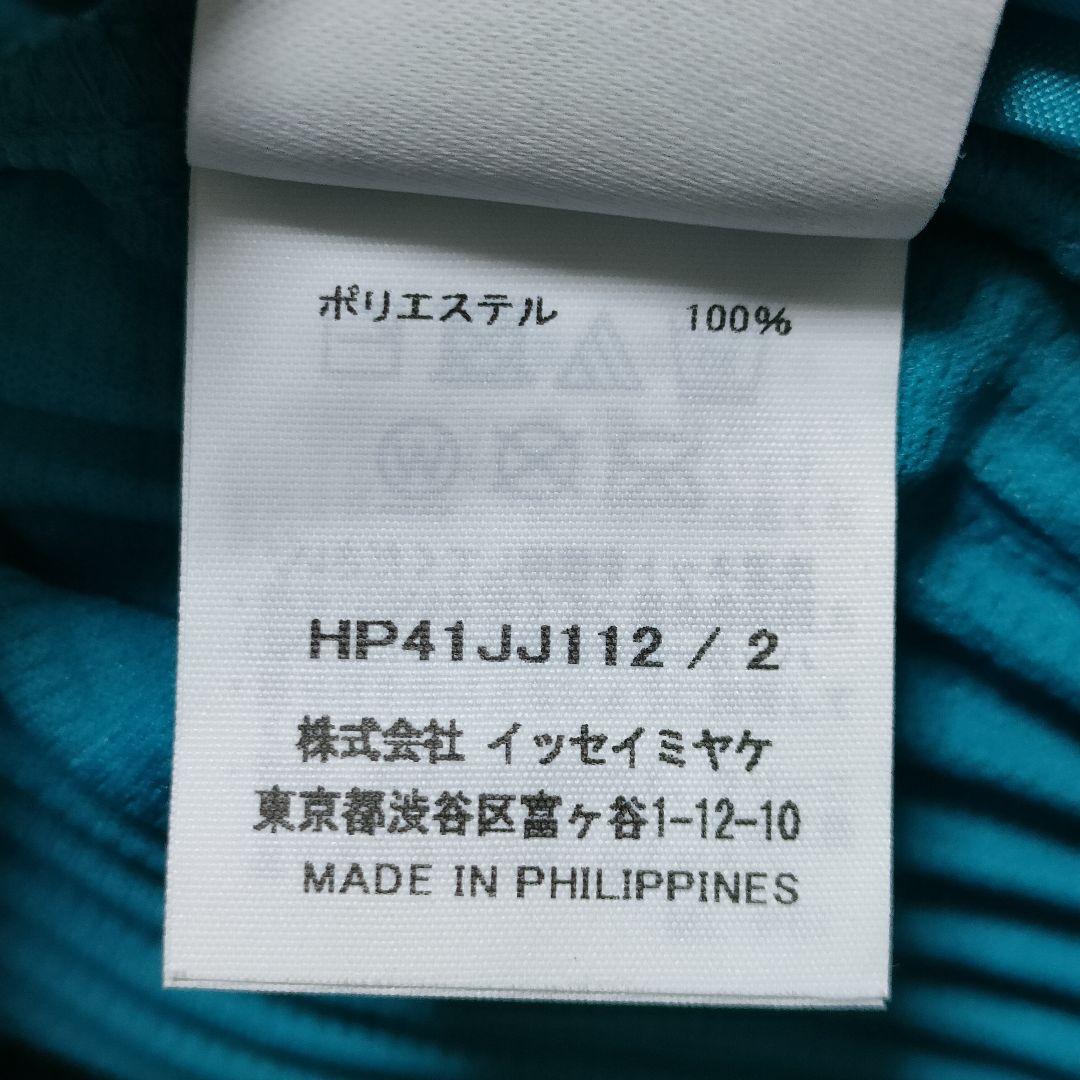 ポリエステル 100%
HP41JJ112 / 2
株式会社 イッセイミヤケ
東京都渋谷区富ヶ谷1-12-10
MADE IN PHILIPPINES